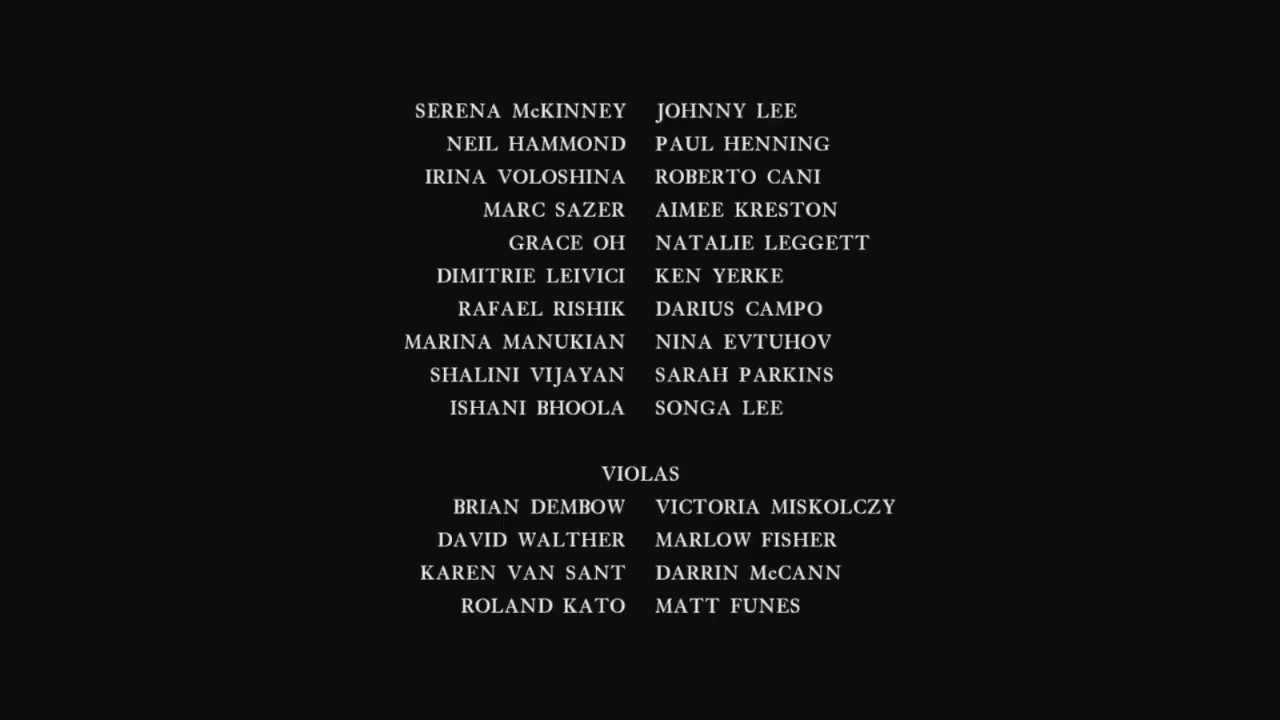 SERENA McKINNEY JOHNNY LEE
NEIL HAMMOND PAUL HENNING
IRINA VOLOSHINA ROBERTO CANI
MARC SAZER AIMEE KRESTON
GRACE OH NATALIE LEGGETT
DIMITRIE LEIVICI KEN YERKE
RAFAEL RISHIK DARIUS CAMPO
MARINA MANUKIAN NINA EVTUHOV
SHALINI VIJAYAN SARAH PARKINS
ISHANI BHOOLA SONGA LEE
VIOLAS
BRIAN DEMBOW VICTORIA MISKOLCZY
DAVID WALTHER MARLOW FISHER
KAREN VAN SANT DARRIN McCANN
ROLAND KATO MATT FUNES